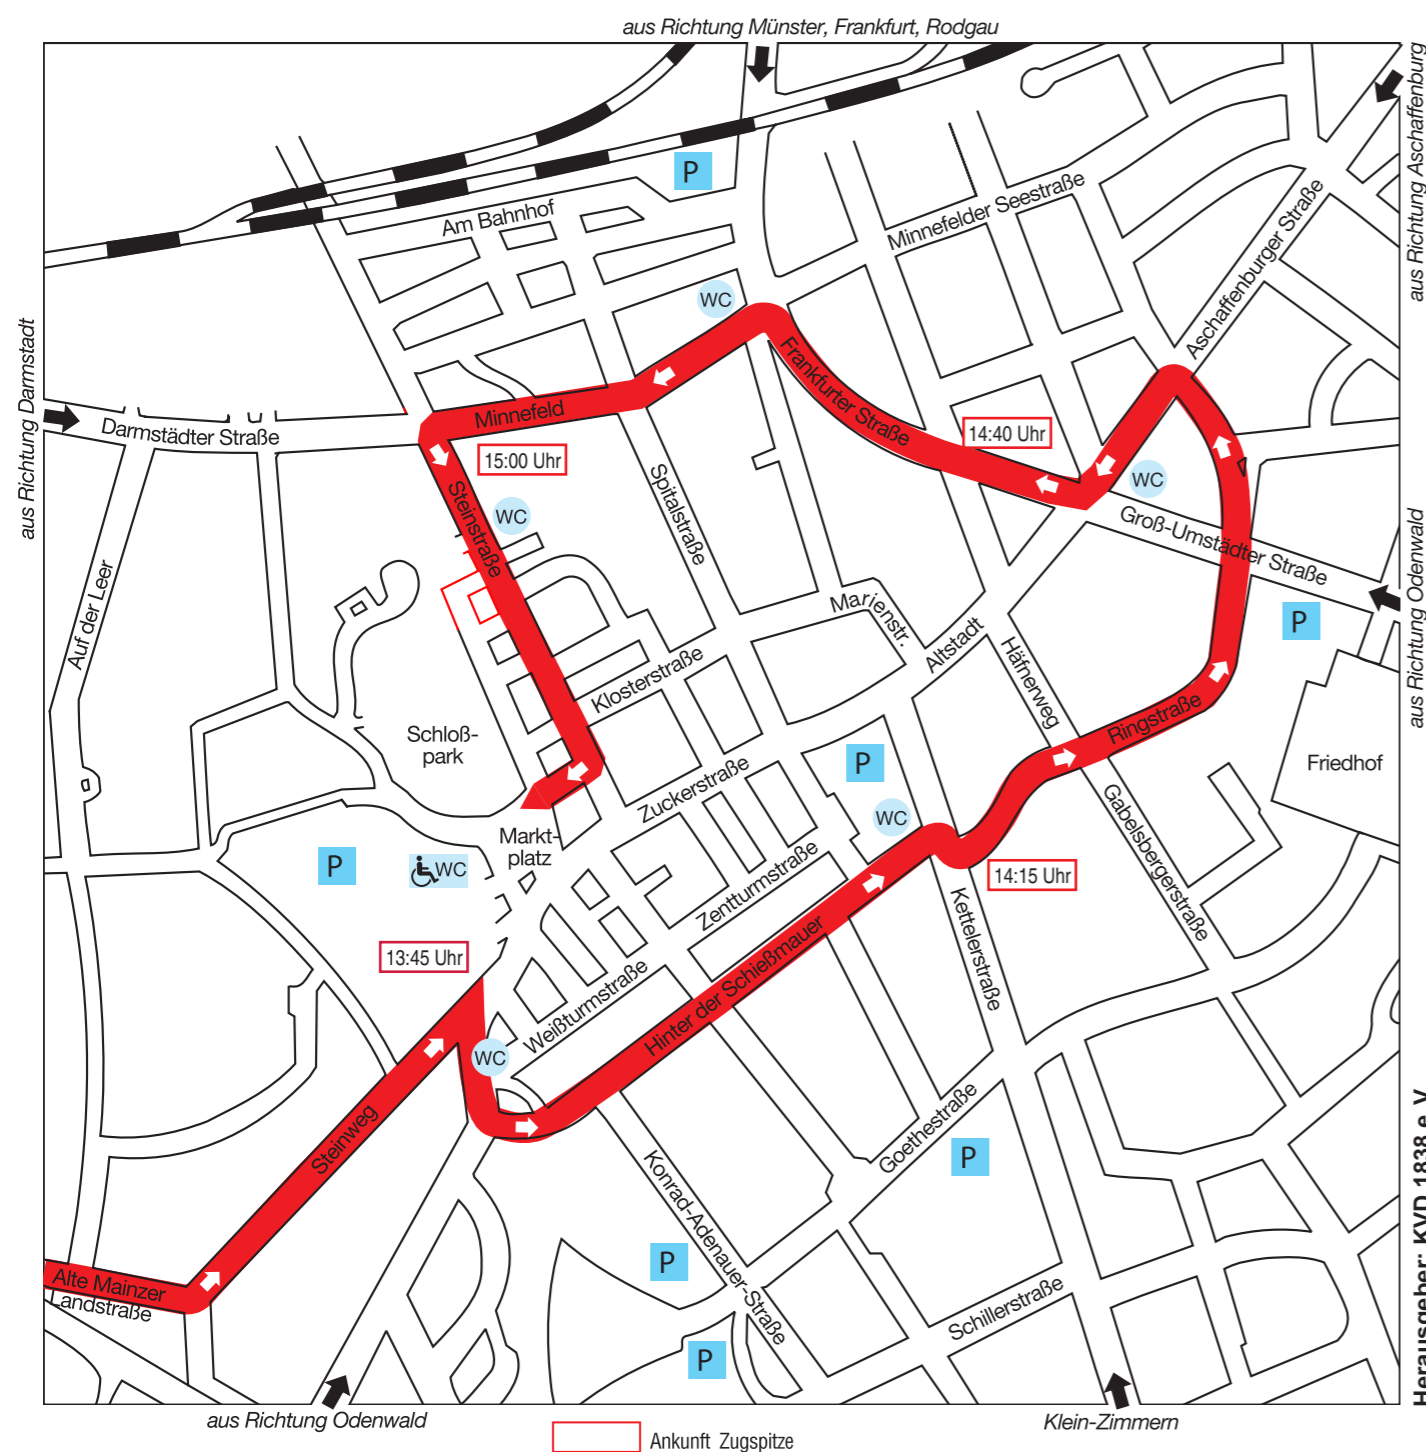 aus Richtung Münster, Frankfurt, Rodgau
aus Richtung Aschaffenburg
P
Am Bahnhof
Minnefelder Seestraße
Aschaffenburger Straße
WC
aus Richtung Darmstadt
Darmstädter Straße
Minnefeld
Frankfurter Straße
14:40 Uhr
15:00 Uhr
WC
WC
Steinstraße
Spitalstraße
Groß-Umstädter Straße
aus Richtung Odenwald
Auf der Leer
Marienstr.
Altstadt
P
Häfnerweg
Klosterstraße
Ringstraße
Schloß-
park
P
Friedhof
Zuckerstraße
WC
Gabelsbergerstraße
Markt-
platz
P
WC
Zentturmstraße
14:15 Uhr
Kettelerstraße
13:45 Uhr
Hinter der Schießmauer
Weißturmstraße
WC
Steinweg
Goethestraße
P
Konrad-Adenauer-Straße
P
Alte Mainzer
Landstraße
Schillerstraße
P
Herausgeber: KVD 1838 e.V.
aus Richtung Odenwald
Klein-Zimmern
Ankunft Zugspitze